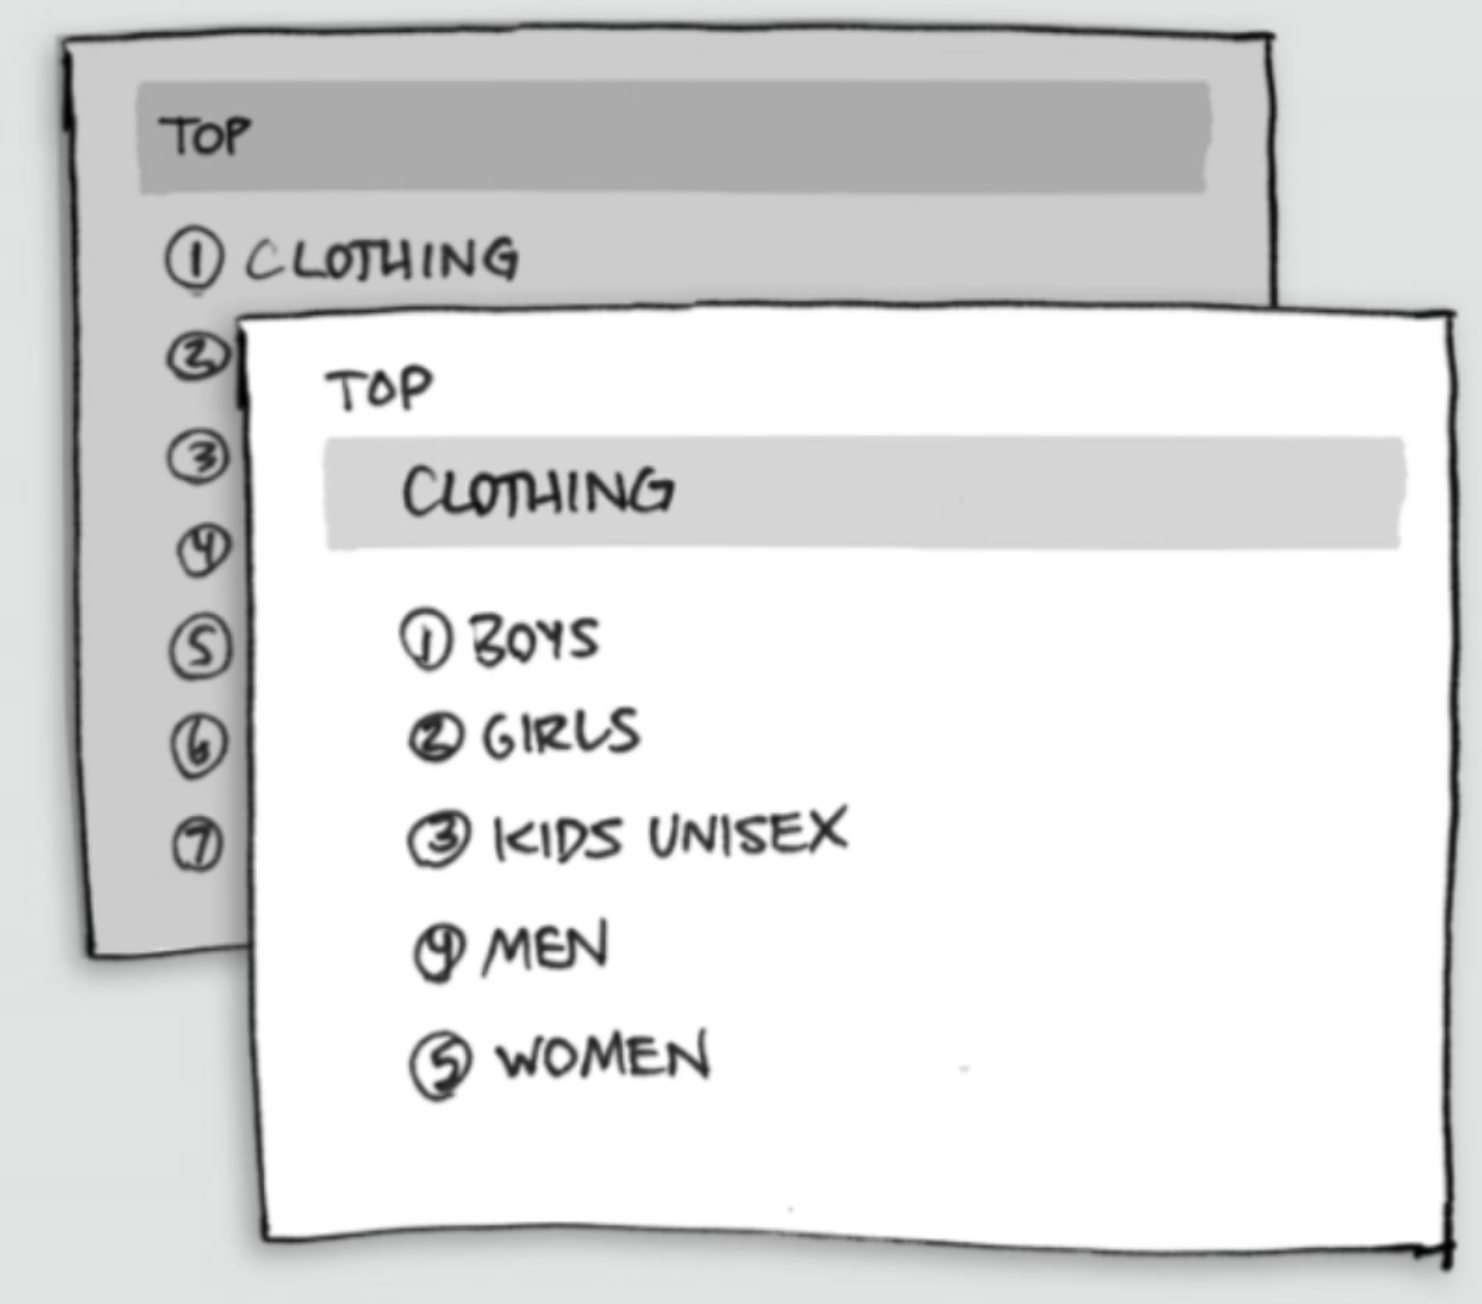 TOP
① CLOTHING
②
③
④
⑤
⑥
⑦
TOP
CLOTHING
① BOYS
② GIRLS
③ KIDS UNISEX
④ MEN
⑤ WOMEN